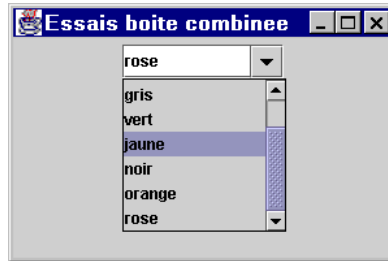 Essais boite combinee
rose
gris
vert
jaune
noir
orange
rose